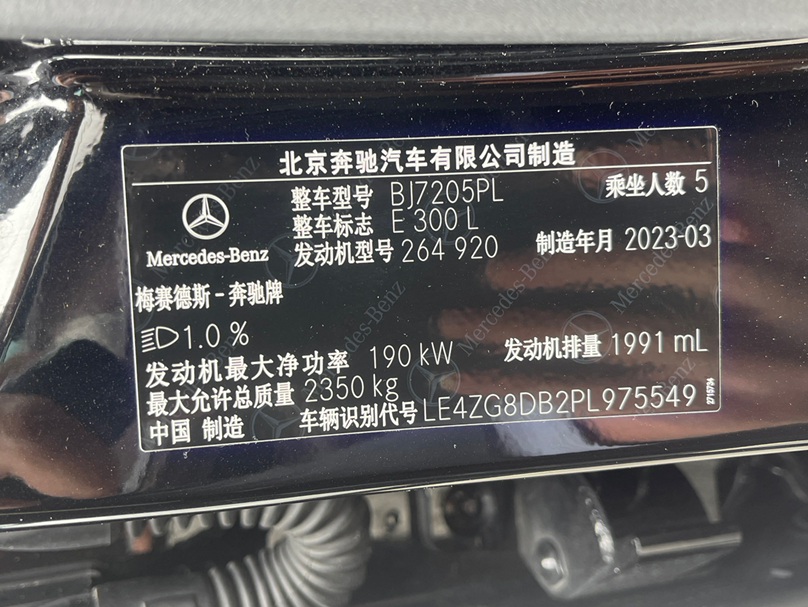 北京奔驰汽车有限公司制造
整车型号 BJ7205PL 乘坐人数 5
整车标志 E 300 L
发动机型号 264 920 制造年月 2023-03
Mercedes-Benz
梅赛德斯-奔驰牌
1.0 %
发动机最大净功率 190 kW 发动机排量 1991 mL
最大允许总质量 2350 kg
中国 制造 车辆识别代号 LE4ZG8DB2PL975549